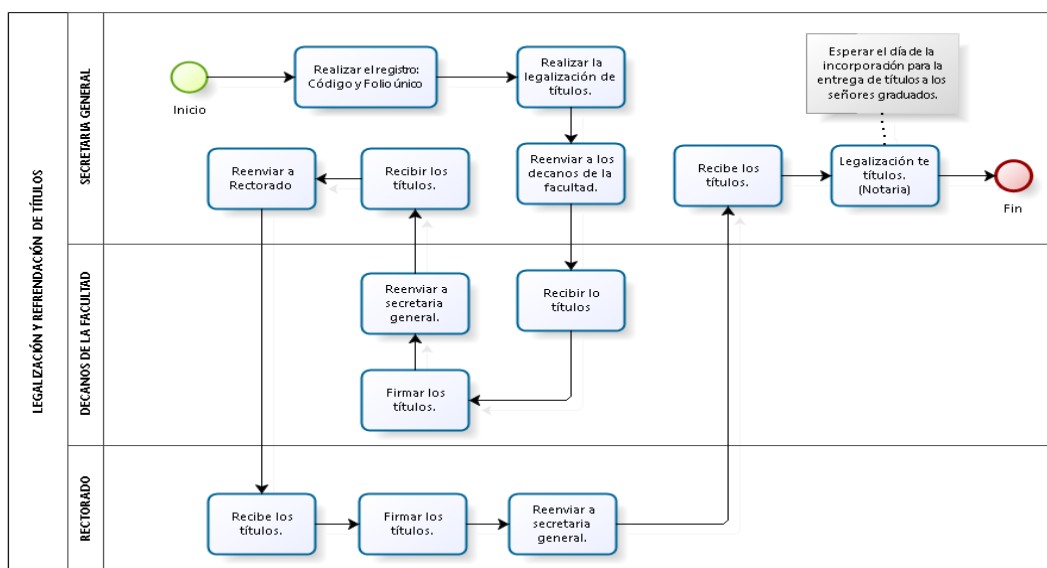 LEGALIZACIÓN Y REFRENDACIÓN DE TÍTULOS
SECRETARIA GENERAL
Inicio
Realizar el registro:
Código y Folio único
Realizar la
legalización de
títulos.
Esperar el día de la
incorporación para la
entrega de títulos a los
señores graduados.
Reenviar a
Rectorado
Recibir los
títulos.
Reenviar a los
decanos de la
facultad.
Recibe los
títulos.
Legalización te
títulos.
(Notaria)
Fin
DECANOS DE LA FACULTAD
Reenviar a
secretaria
general.
Recibir lo
títulos
Firmar los
títulos.
RECTORADO
Recibe los
títulos.
Firmar los
títulos.
Reenviar a
secretaria
general.